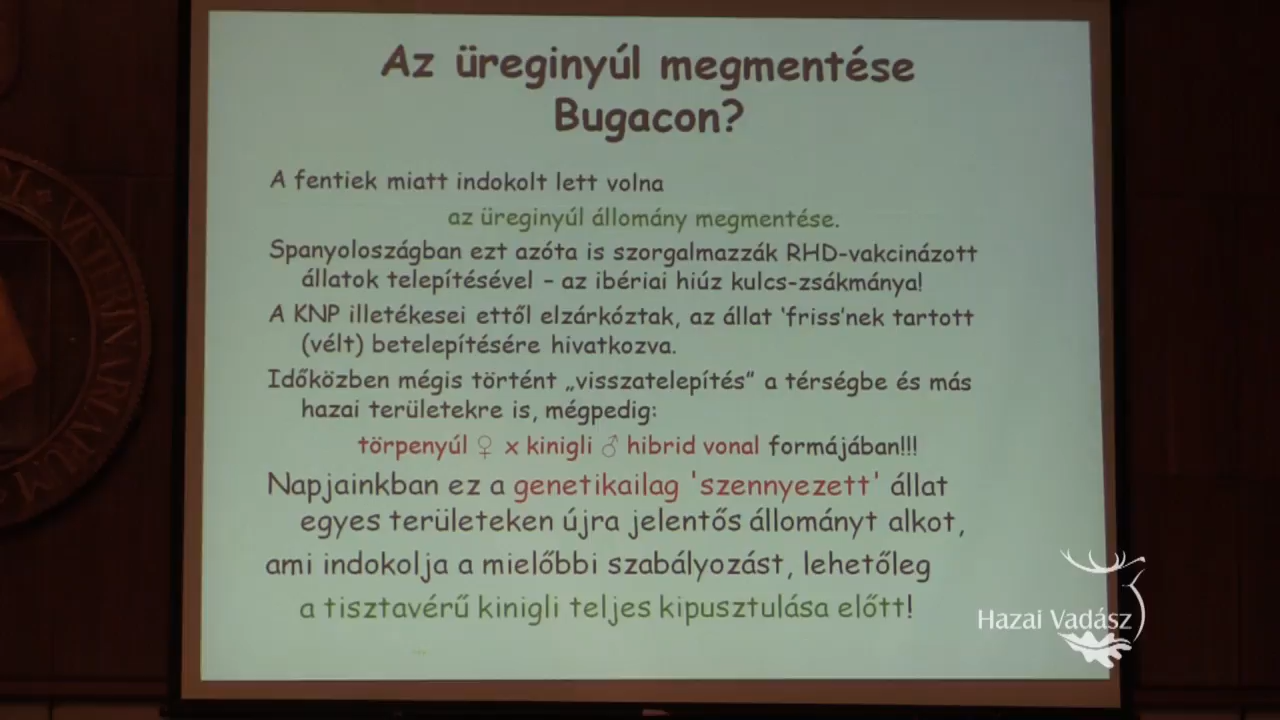 Az üreginyúl megmentése
Bugacon?
A fentiek miatt indokolt lett volna
az üreginyúl állomány megmentése.
Spanyoloszágban ezt azóta is szorgalmazzák RHD-vakcinázott
állatok telepítésével – az ibériai hiúz kulcs-zsákmánya!
A KNP illetékesei ettől elzárkóztak, az állat 'friss'nek tartott
(vélt) betelepítésére hivatkozva.
Időközben mégis történt „visszatelepítés” a térségbe és más
hazai területekre is, mégpedig:
törpenyúl ♀ x kinigli ♂ hibrid vonal formájában!!!
Napjainkban ez a genetikailag 'szennyezett' állat
egyes területeken újra jelentős állományt alkot,
ami indokolja a mielőbbi szabályozást, lehetőleg
a tisztavérű kinigli teljes kipusztulása előtt!
Hazai Vadász